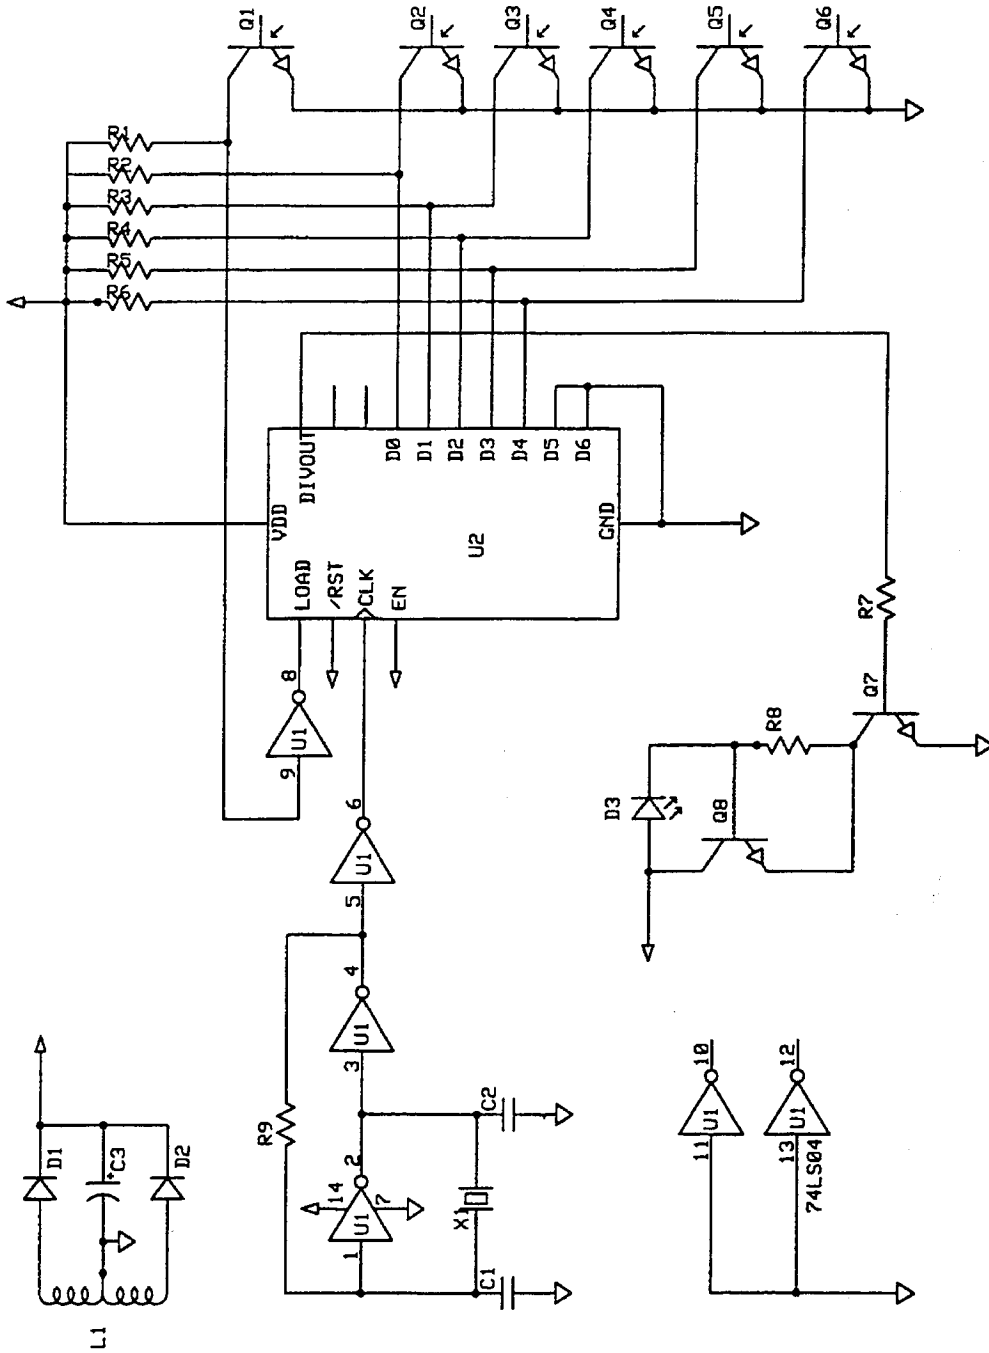 Q1
Q2
Q3
Q4
Q5
Q6
R1
R2
R3
R4
R5
R6
DIVOUT
D0
D1
D2
D3
D4
D5
D6
VDD
GND
U2
LOAD
/RST
CLK
EN
8
U1
9
6
U1
5
4
U1
3
R9
2
14
U1
7
1
X1
C2
C1
R7
Q7
R8
Q8
D3
D1
C3
+
D2
L1
10
U1
11
12
U1
13
74LS04